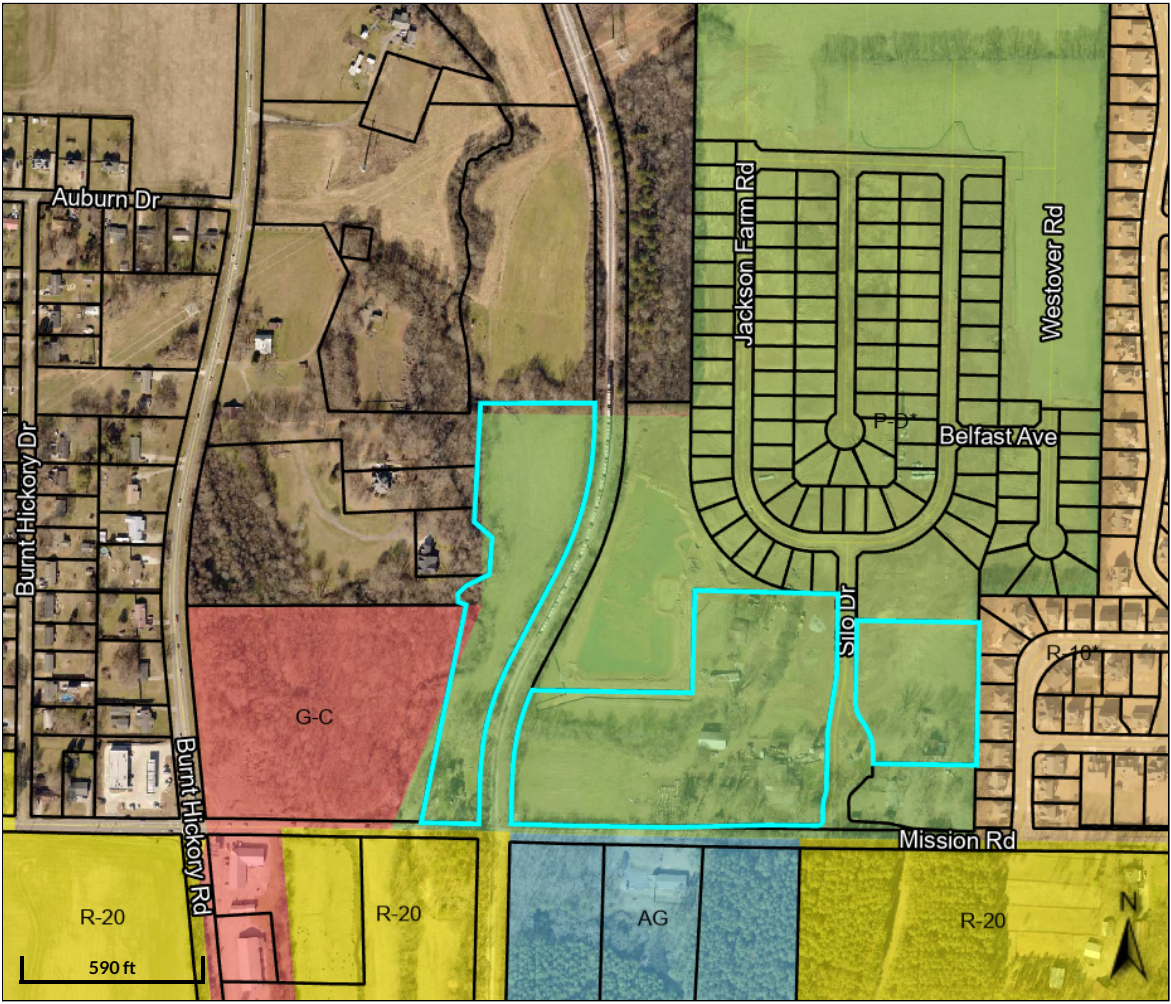 Auburn Dr
Jackson Farm Rd
Westover Rd
P-D*
Belfast Ave
Burnt Hickory Dr
Silo Dr
R-10*
G-C
Burnt Hickory Rd
Mission Rd
R-20
R-20
AG
R-20
N
590 ft